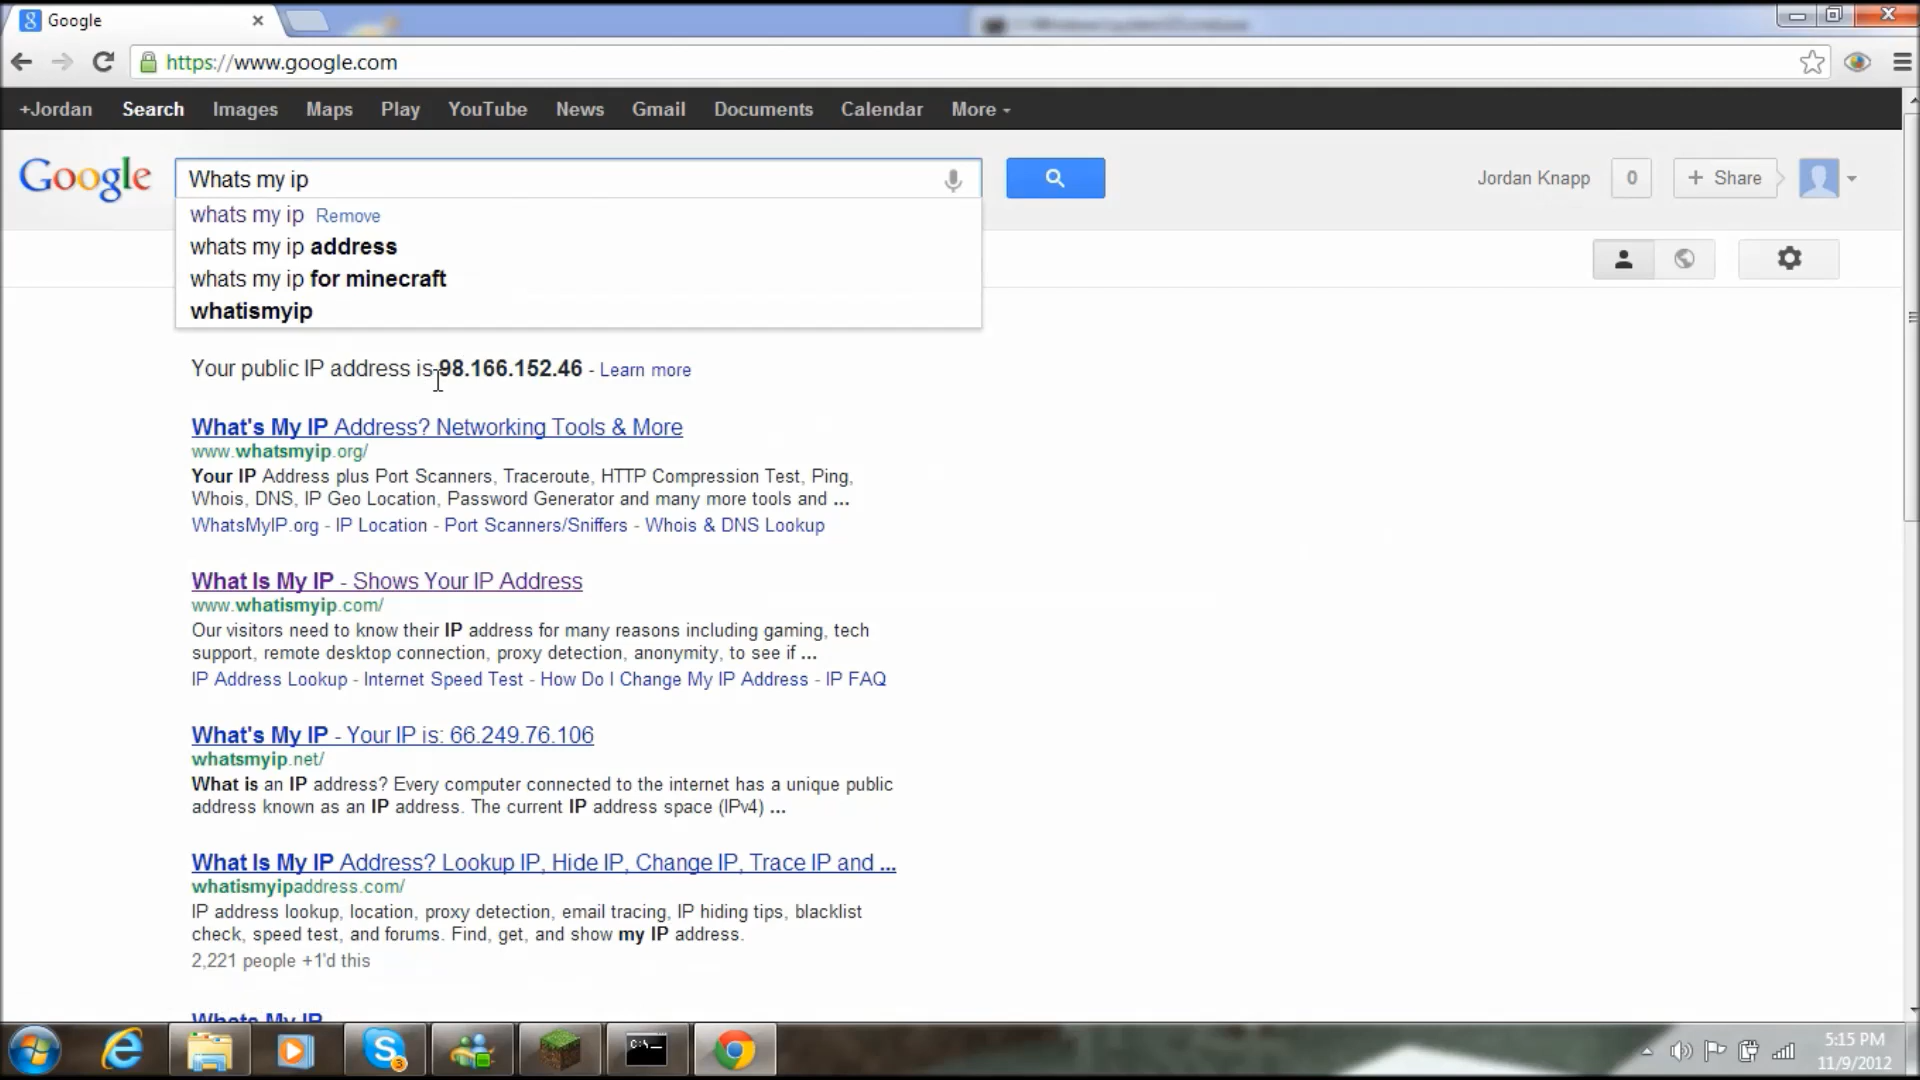 Google
https://www.google.com
+Jordan Search Images Maps Play YouTube News Gmail Documents Calendar More
Google Whats my ip Jordan Knapp 0 + Share
whats my ip Remove
whats my ip address
whats my ip for minecraft
whatismyip
Your public IP address is 98.166.152.46 - Learn more
What's My IP Address? Networking Tools & More
www.whatsmyip.org/
Your IP Address plus Port Scanners, Traceroute, HTTP Compression Test, Ping,
Whois, DNS, IP Geo Location, Password Generator and many more tools and ...
WhatsMyIP.org - IP Location - Port Scanners/Sniffers - Whois & DNS Lookup
What Is My IP - Shows Your IP Address
www.whatismyip.com/
Our visitors need to know their IP address for many reasons including gaming, tech
support, remote desktop connection, proxy detection, anonymity, to see if ...
IP Address Lookup - Internet Speed Test - How Do I Change My IP Address - IP FAQ
What's My IP - Your IP is: 66.249.76.106
whatsmyip.net/
What is an IP address? Every computer connected to the internet has a unique public
address known as an IP address. The current IP address space (IPv4) ...
What Is My IP Address? Lookup IP, Hide IP, Change IP, Trace IP and ...
whatismyipaddress.com/
IP address lookup, location, proxy detection, email tracing, IP hiding tips, blacklist
check, speed test, and forums. Find, get, and show my IP address.
2,221 people +1'd this
Whats My IP
C:\
S 3
5:15 PM
11/9/2012